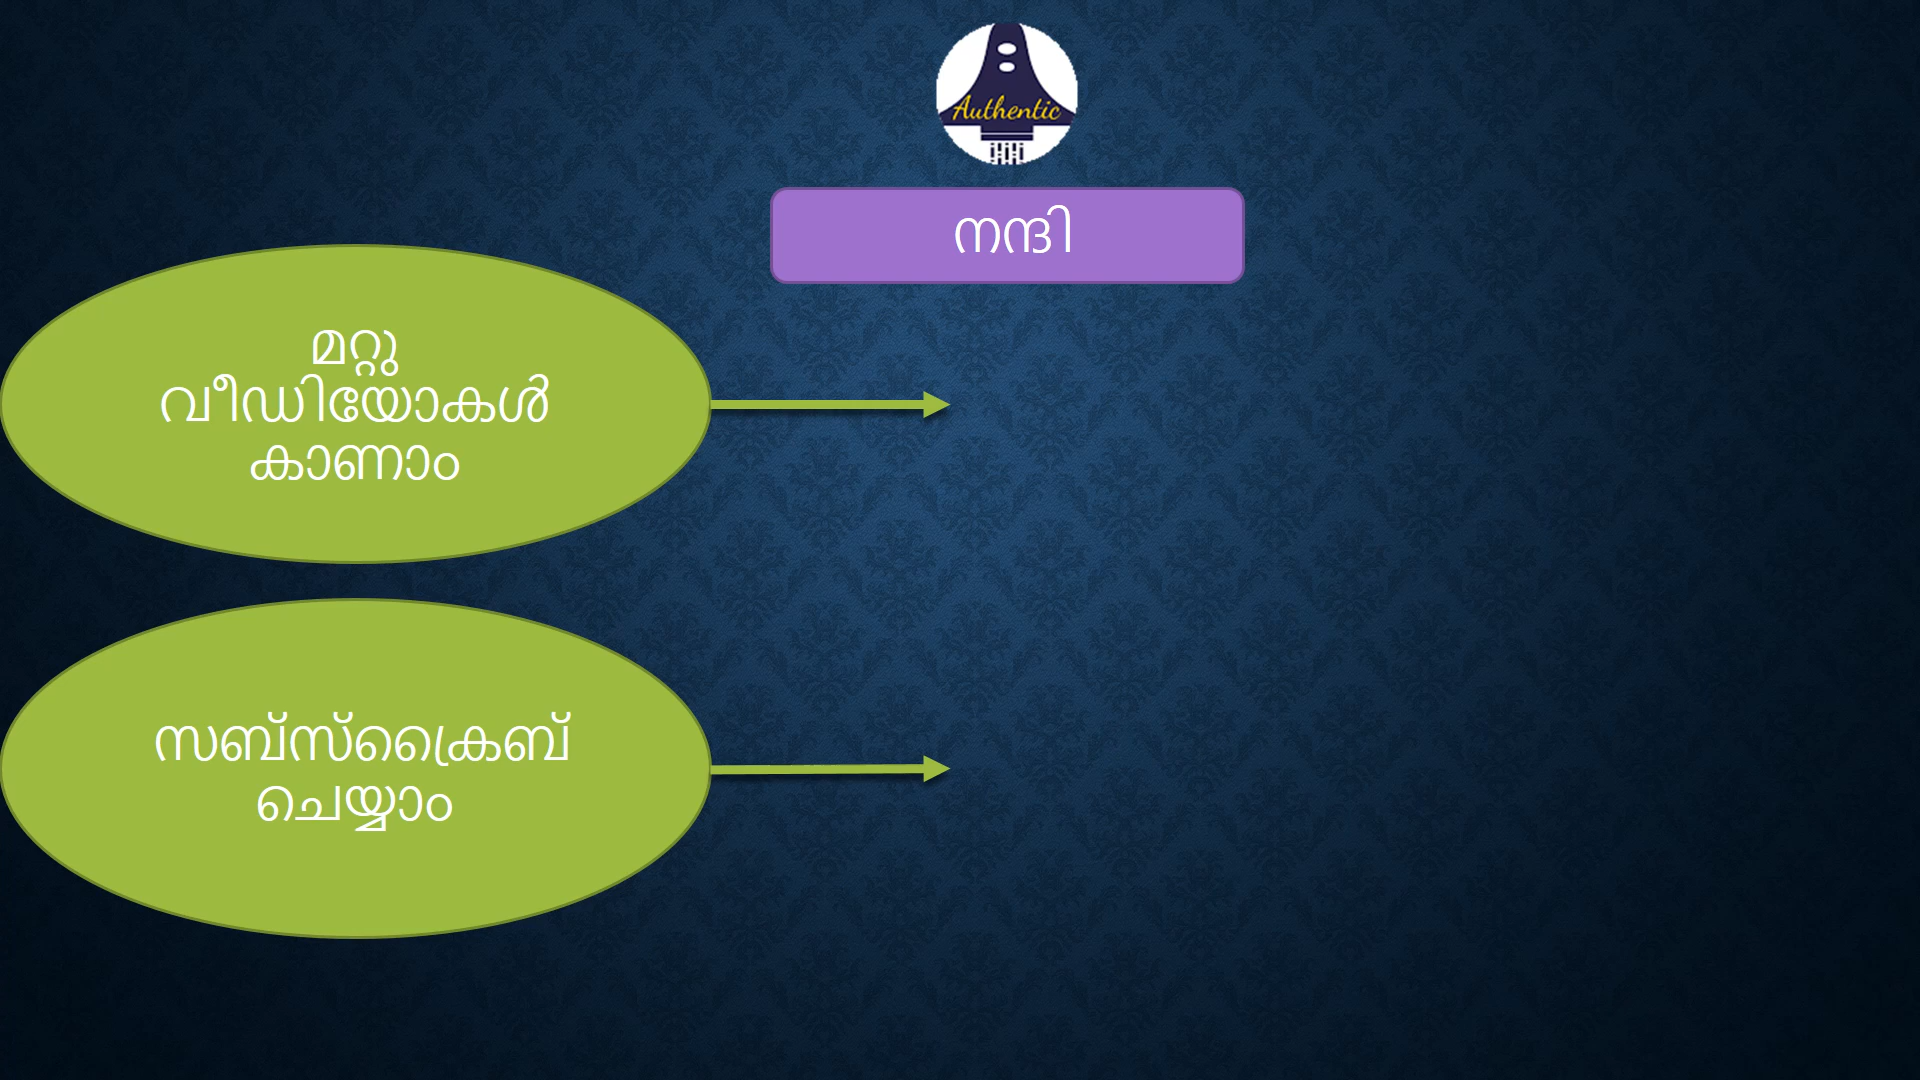 Authentic
നന്ദി
മറ്റു
വീഡിയോകൾ
കാണാം
സബ്സ്ക്രൈബ്
ചെയ്യാം